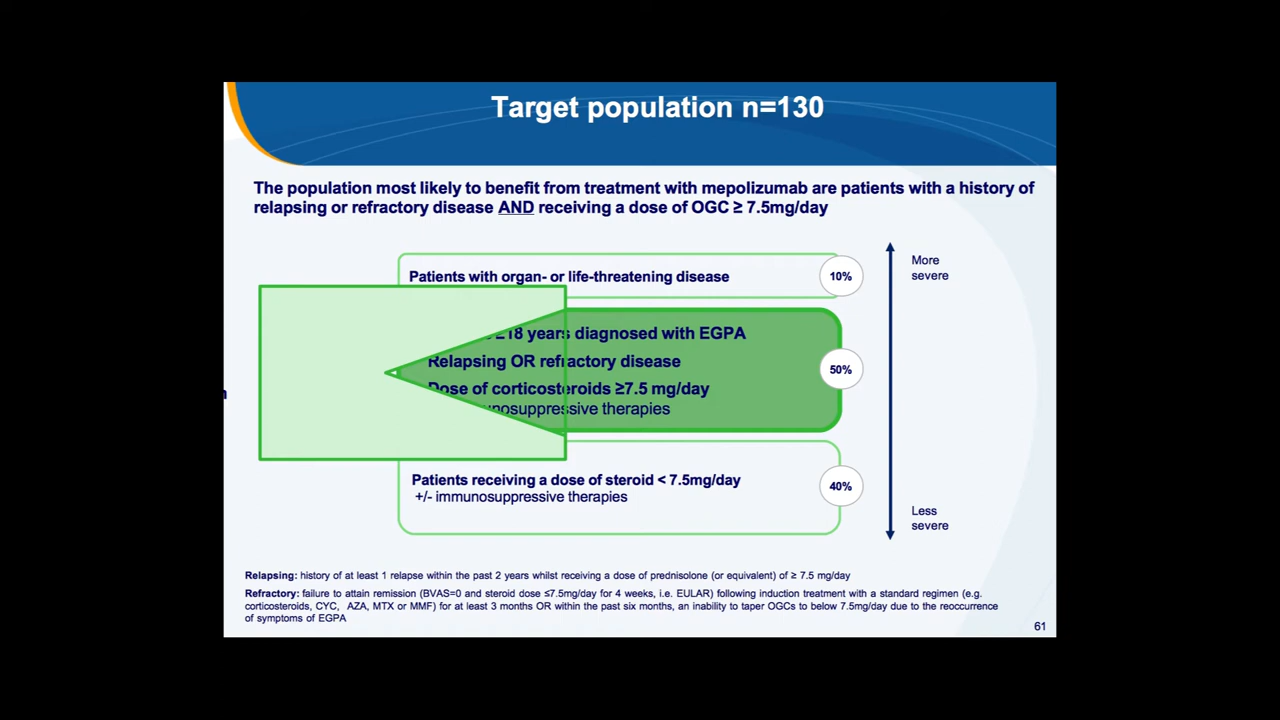 Target population n=130
The population most likely to benefit from treatment with mepolizumab are patients with a history of
relapsing or refractory disease AND receiving a dose of OGC ≥ 7.5mg/day
Patients with organ- or life-threatening disease
10%
More
severe
≥18 years diagnosed with EGPA
Relapsing OR refractory disease
Dose of corticosteroids ≥7.5 mg/day
therapies
50%
Patients receiving a dose of steroid < 7.5mg/day
+/- immunosuppressive therapies
40%
Less
severe
Relapsing: history of at least 1 relapse within the past 2 years whilst receiving a dose of prednisolone (or equivalent) of ≥ 7.5 mg/day
Refractory: failure to attain remission (BVAS=0 and steroid dose ≤7.5mg/day for 4 weeks, i.e. EULAR) following induction treatment with a standard regimen (e.g.
corticosteroids, CYC, AZA, MTX or MMF) for at least 3 months OR within the past six months, an inability to taper OGCs to below 7.5mg/day due to the reoccurrence
of symptoms of EGPA
61